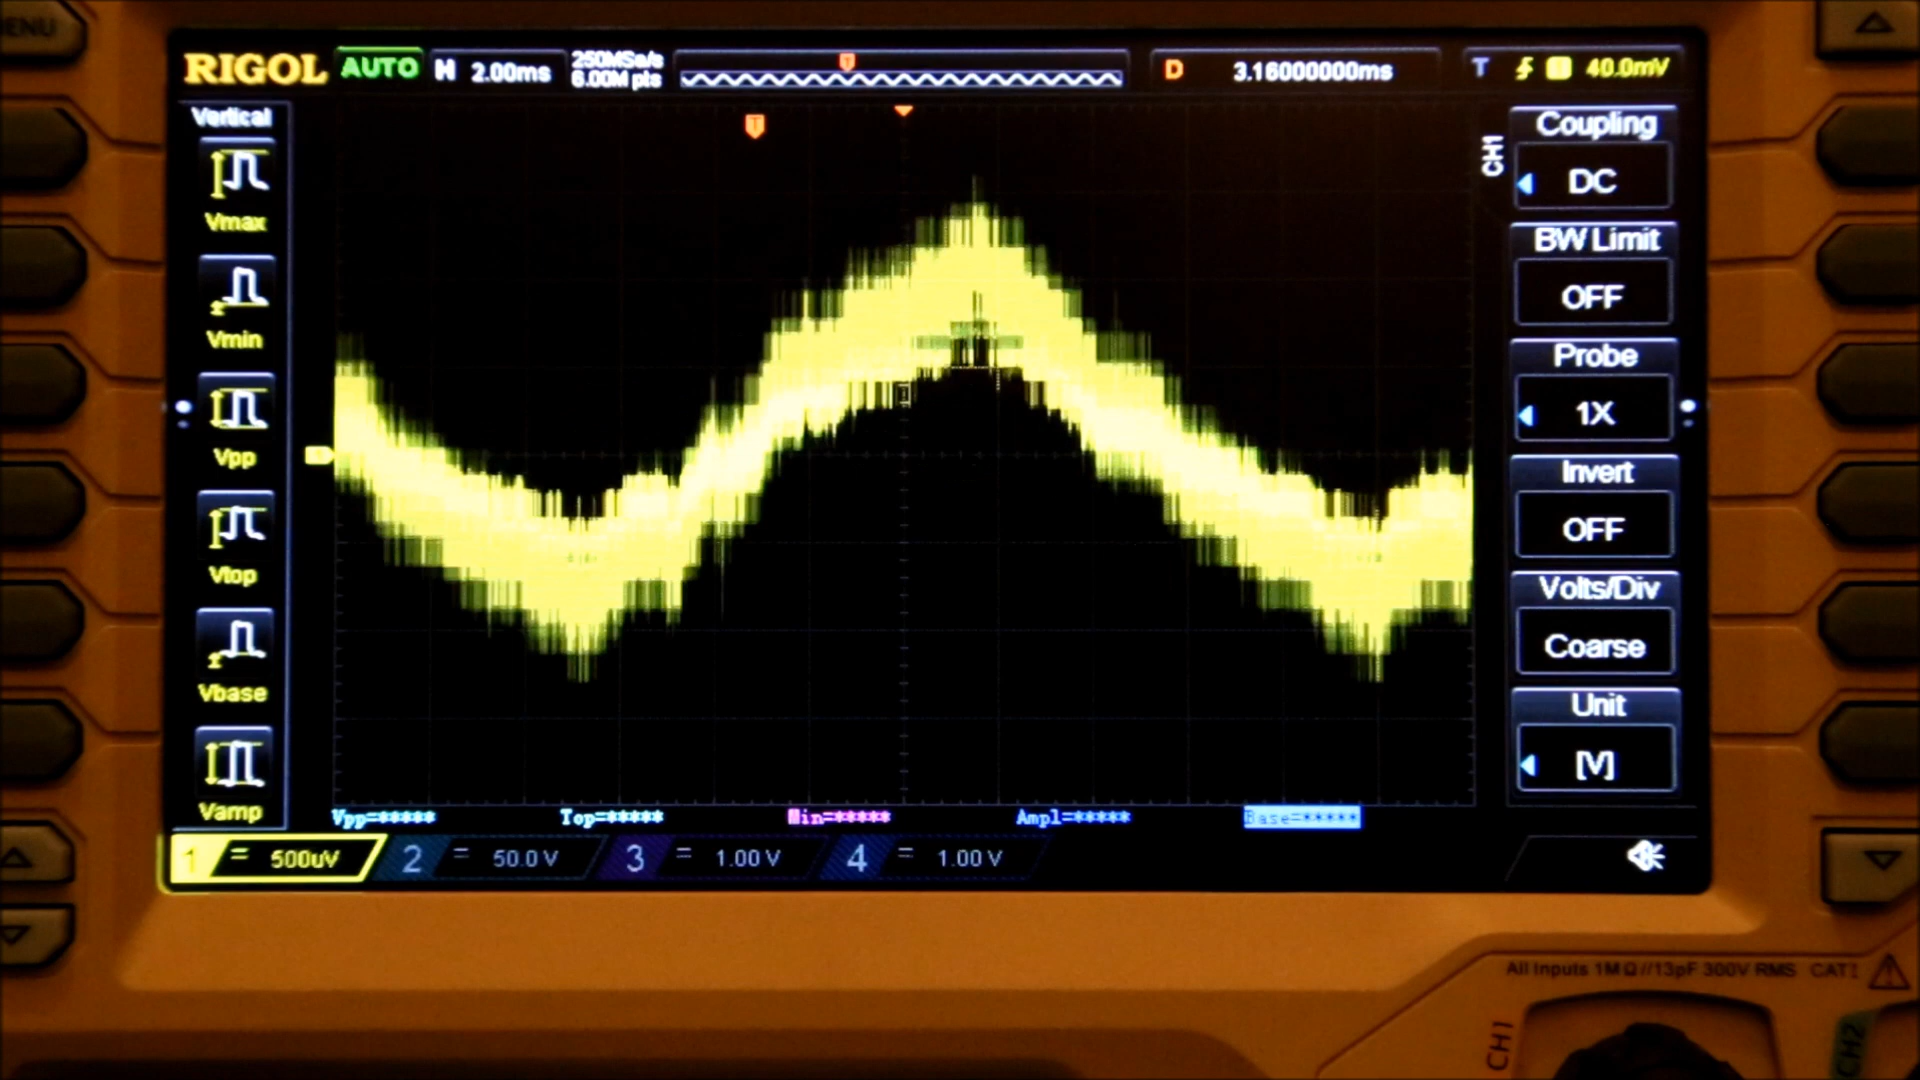 MENU
RIGOL AUTO H 2.00ms 250MSa/s 6.00M pts T D 3.16000000ms T 40.0mV
Vertical
T
Vmax
Vmin
Vpp
Vtop
Vbase
Vamp
CH1
Coupling
DC
BW Limit
OFF
Probe
1X
Invert
OFF
Volts/Div
Coarse
Unit
[V]
Vpp=***** Top=***** Min=***** Ampl=***** Base=*****
1 = 500uV 2 = 50.0 V 3 = 1.00 V 4 = 1.00 V
All Inputs 1MΩ//13pF 300V RMS CAT I
CH1
CH2